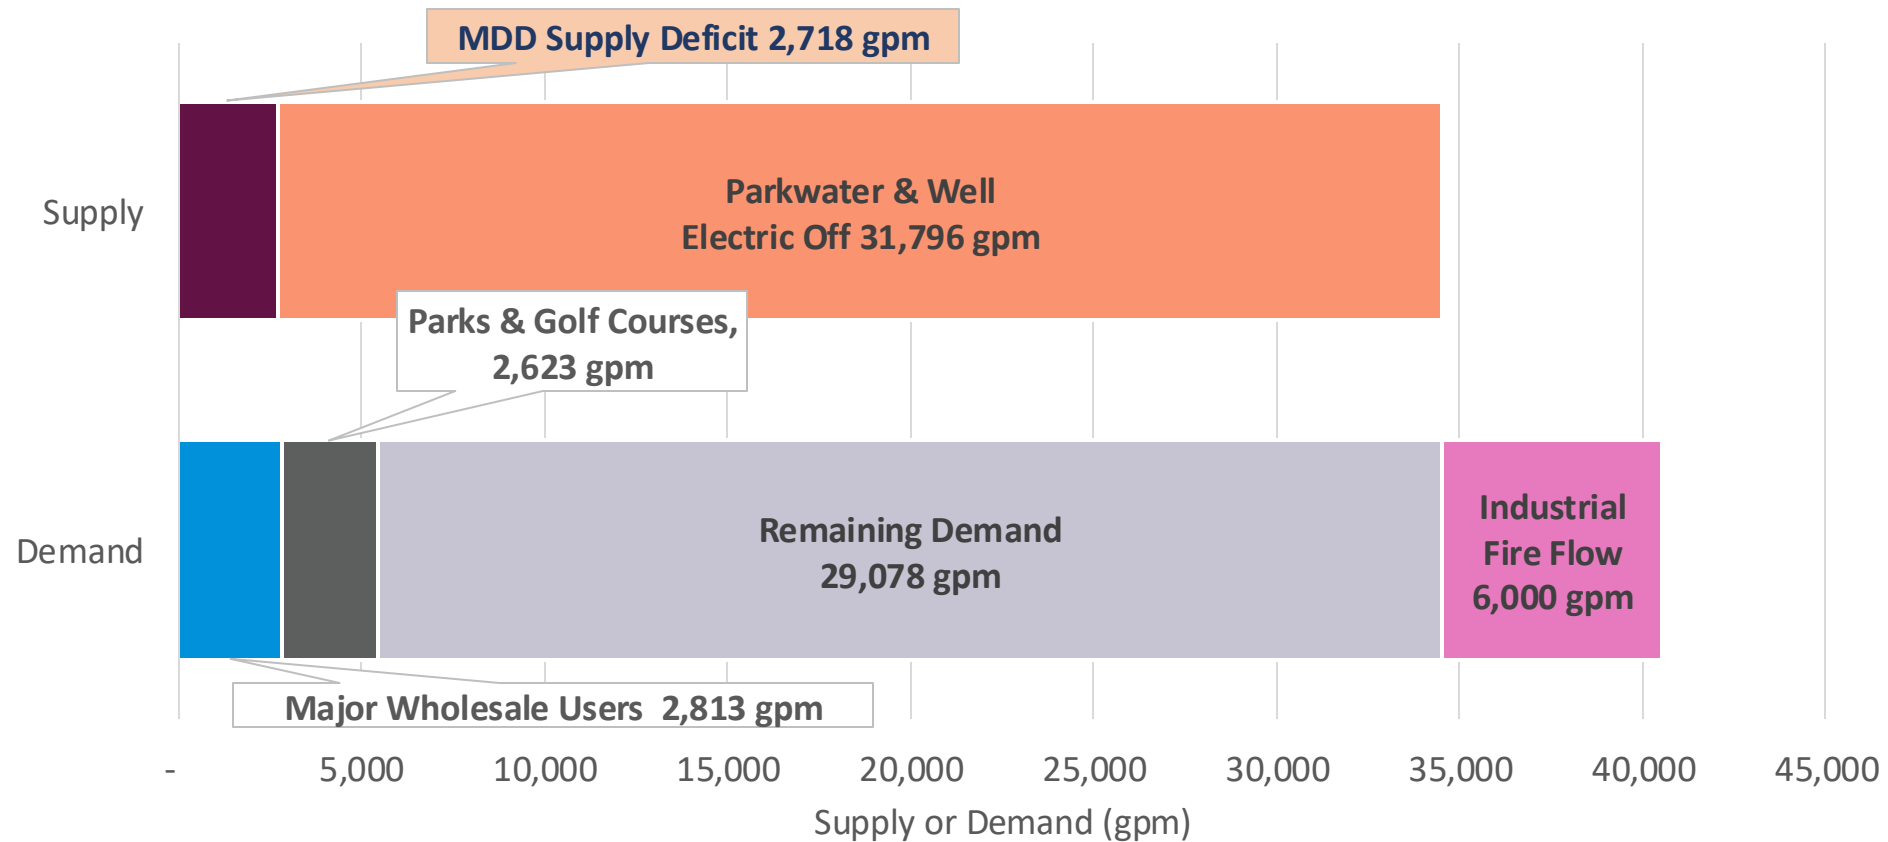 MDD Supply Deficit 2,718 gpm
Supply
Parkwater & Well
Electric Off 31,796 gpm
Parks & Golf Courses,
2,623 gpm
Demand
Remaining Demand
29,078 gpm
Industrial
Fire Flow
6,000 gpm
Major Wholesale Users  2,813 gpm
- 5,000 10,000 15,000 20,000 25,000 30,000 35,000 40,000 45,000
Supply or Demand (gpm)